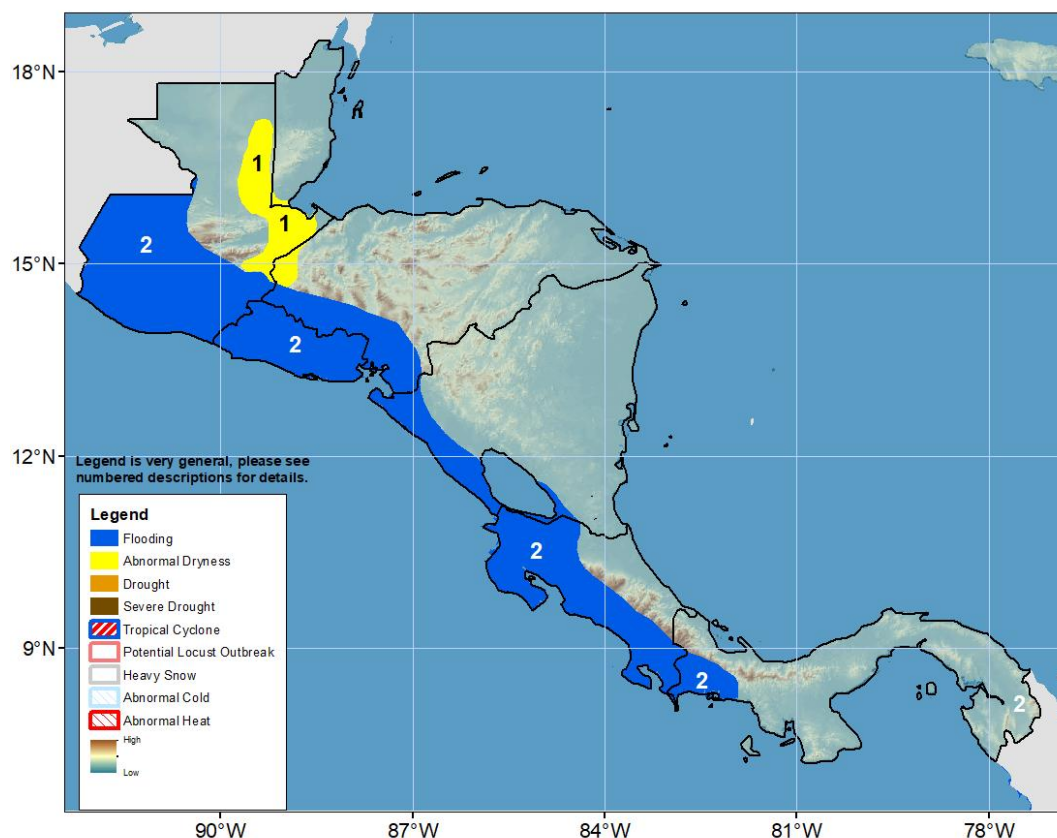 18°N
1
1
2
15°N
2
12°N
Legend is very general, please see
numbered descriptions for details.
2
Legend
Flooding
Abnormal Dryness
Drought
Severe Drought
Tropical Cyclone
Potential Locust Outbreak
Heavy Snow
Abnormal Cold
Abnormal Heat
High
Low
9°N
2
2
90°W
87°W
84°W
81°W
78°W